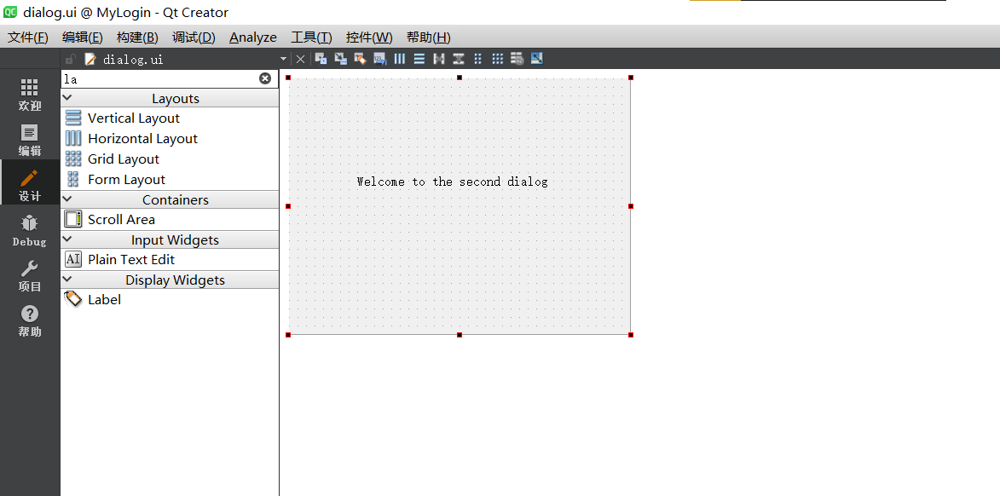 QC dialog.ui @ MyLogin - Qt Creator
文件(F) 编辑(E) 构建(B) 调试(D) Analyze 工具(T) 控件(W) 帮助(H)
dialog.ui
la
Layouts
Vertical Layout
Horizontal Layout
Grid Layout
Form Layout
Containers
Scroll Area
Input Widgets
AI Plain Text Edit
Display Widgets
Label
欢迎
编辑
设计
Debug
项目
帮助
Welcome to the second dialog